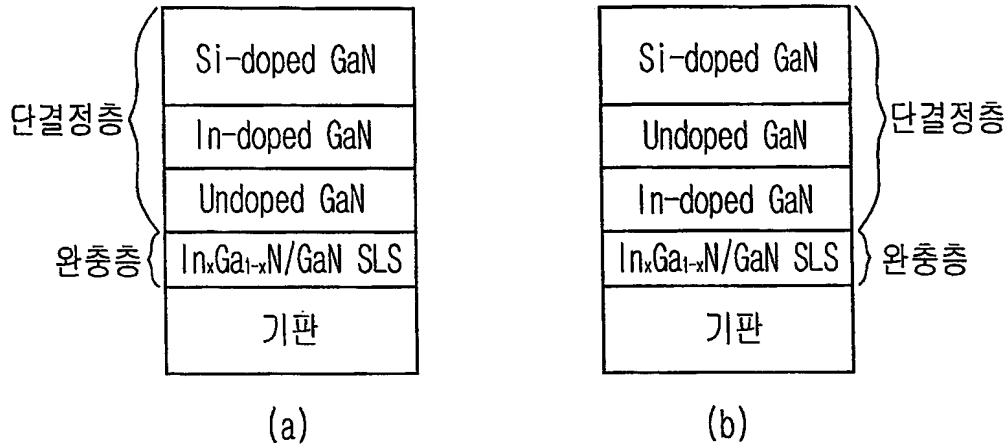 Si-doped GaN
단결정층
In-doped GaN
Undoped GaN
완충층
InₓGa₁₋ₓN/GaN SLS
기판
(a)
Si-doped GaN
Undoped GaN
단결정층
In-doped GaN
InₓGa₁₋ₓN/GaN SLS
완충층
기판
(b)